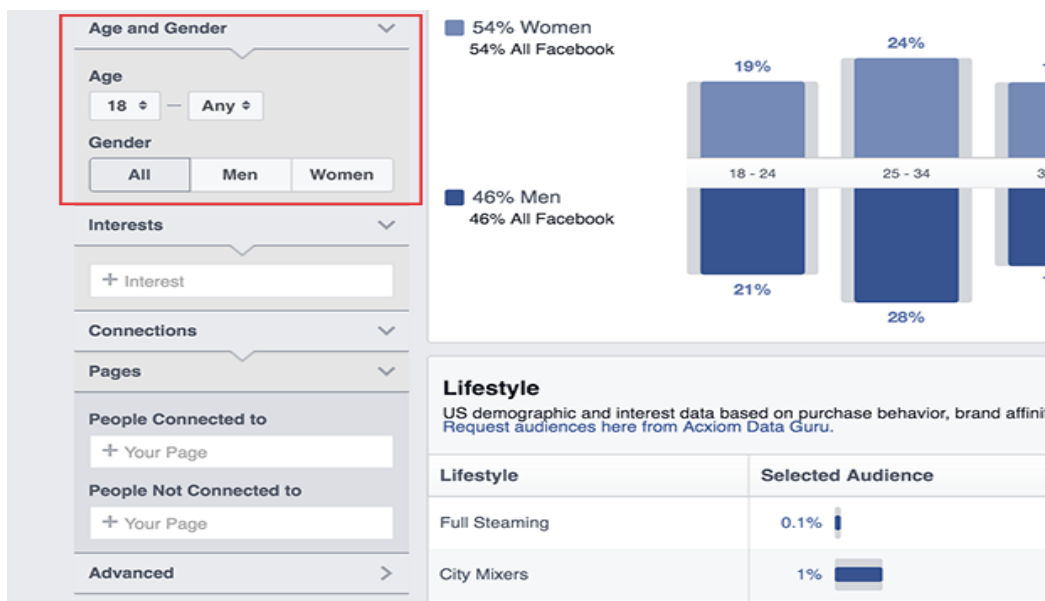 Age and Gender
Age
18 — Any
Gender
All Men Women
Interests
+ Interest
Connections
Pages
People Connected to
+ Your Page
People Not Connected to
+ Your Page
Advanced
54% Women
54% All Facebook
46% Men
46% All Facebook
19% 24%
18 - 24 25 - 34
21% 28%
Lifestyle
US demographic and interest data based on purchase behavior, brand
Request audiences here from Acxiom Data Guru.
Lifestyle Selected Audience
Full Steaming 0.1%
City Mixers 1%